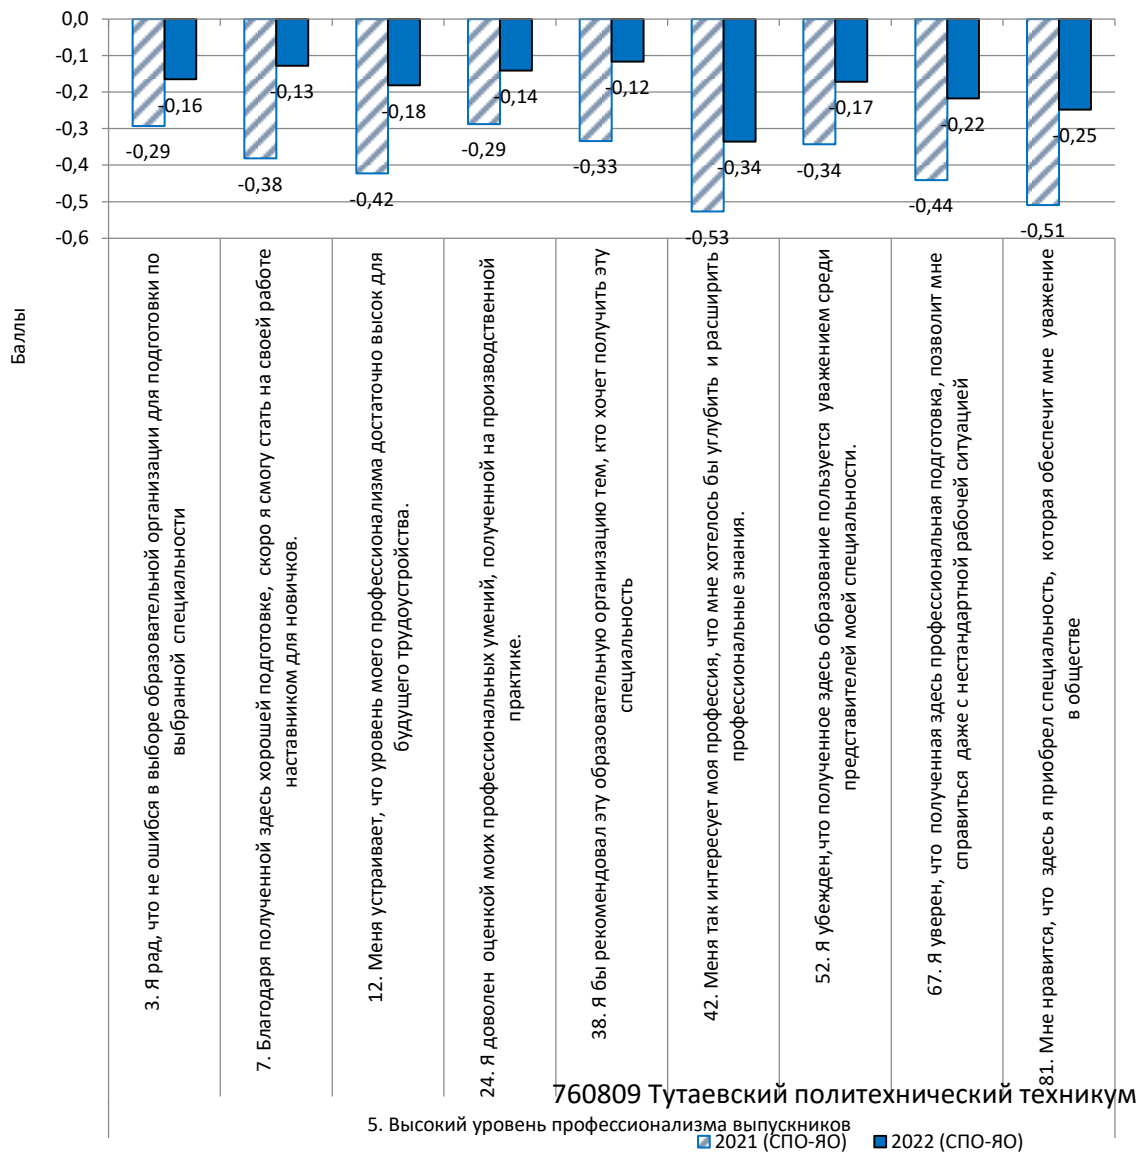 0,0
-0,1
-0,2
-0,3
-0,4
-0,5
-0,6
Баллы
-0,29
-0,16
-0,38
-0,13
-0,42
-0,18
-0,29
-0,14
-0,33
-0,12
-0,53
-0,34
-0,34
-0,17
-0,44
-0,22
-0,51
-0,25
3. Я рад, что не ошибся в выборе образовательной организации для подготовки по
выбранной специальности
7. Благодаря полученной здесь хорошей подготовке, скоро я смогу стать на своей работе
наставником для новичков.
12. Меня устраивает, что уровень моего профессионализма достаточно высок для
будущего трудоустройства.
24. Я доволен оценкой моих профессиональных умений, полученной на производственной
практике.
38. Я бы рекомендовал эту образовательную организацию тем, кто хочет получить эту
специальность
42. Меня так интересует моя профессия, что мне хотелось бы углубить и расширить
профессиональные знания.
52. Я убежден,что полученное здесь образование пользуется уважением среди
представителей моей специальности.
67. Я уверен, что полученная здесь профессиональная подготовка, позволит мне
справиться даже с нестандартной рабочей ситуацией
81. Мне нравится, что здесь я приобрел специальность, которая обеспечит мне уважение
в обществе
760809 Тутаевский политехнический техникум
5. Высокий уровень профессионализма выпускников
2021 (СПО-ЯО) 2022 (СПО-ЯО)